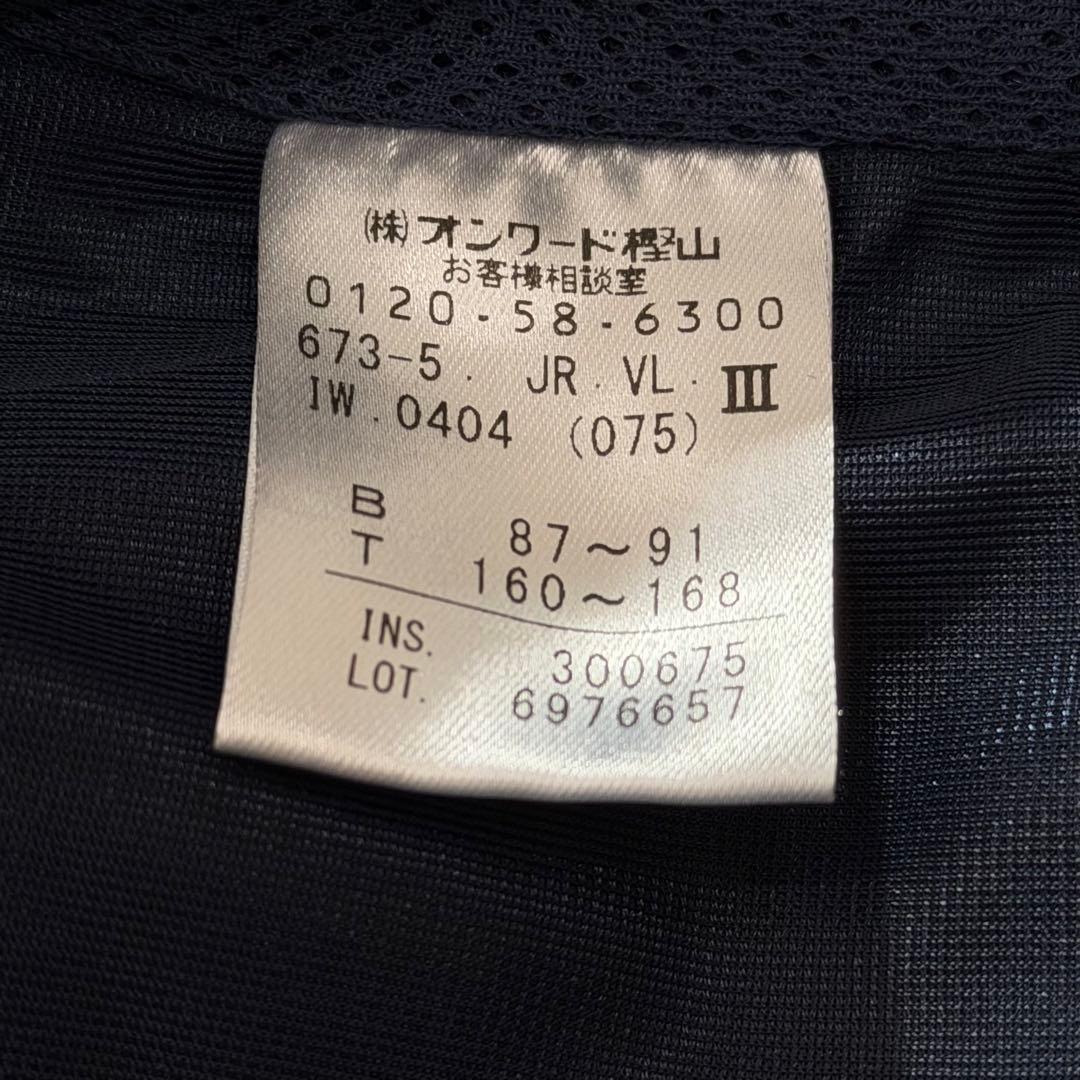 (株)オンワード樫山
お客様相談室
0120-58-6300
673-5. JR. VL. III
IW.0404 (075)
B 87~91
T 160~168
INS. 300675
LOT. 6976657